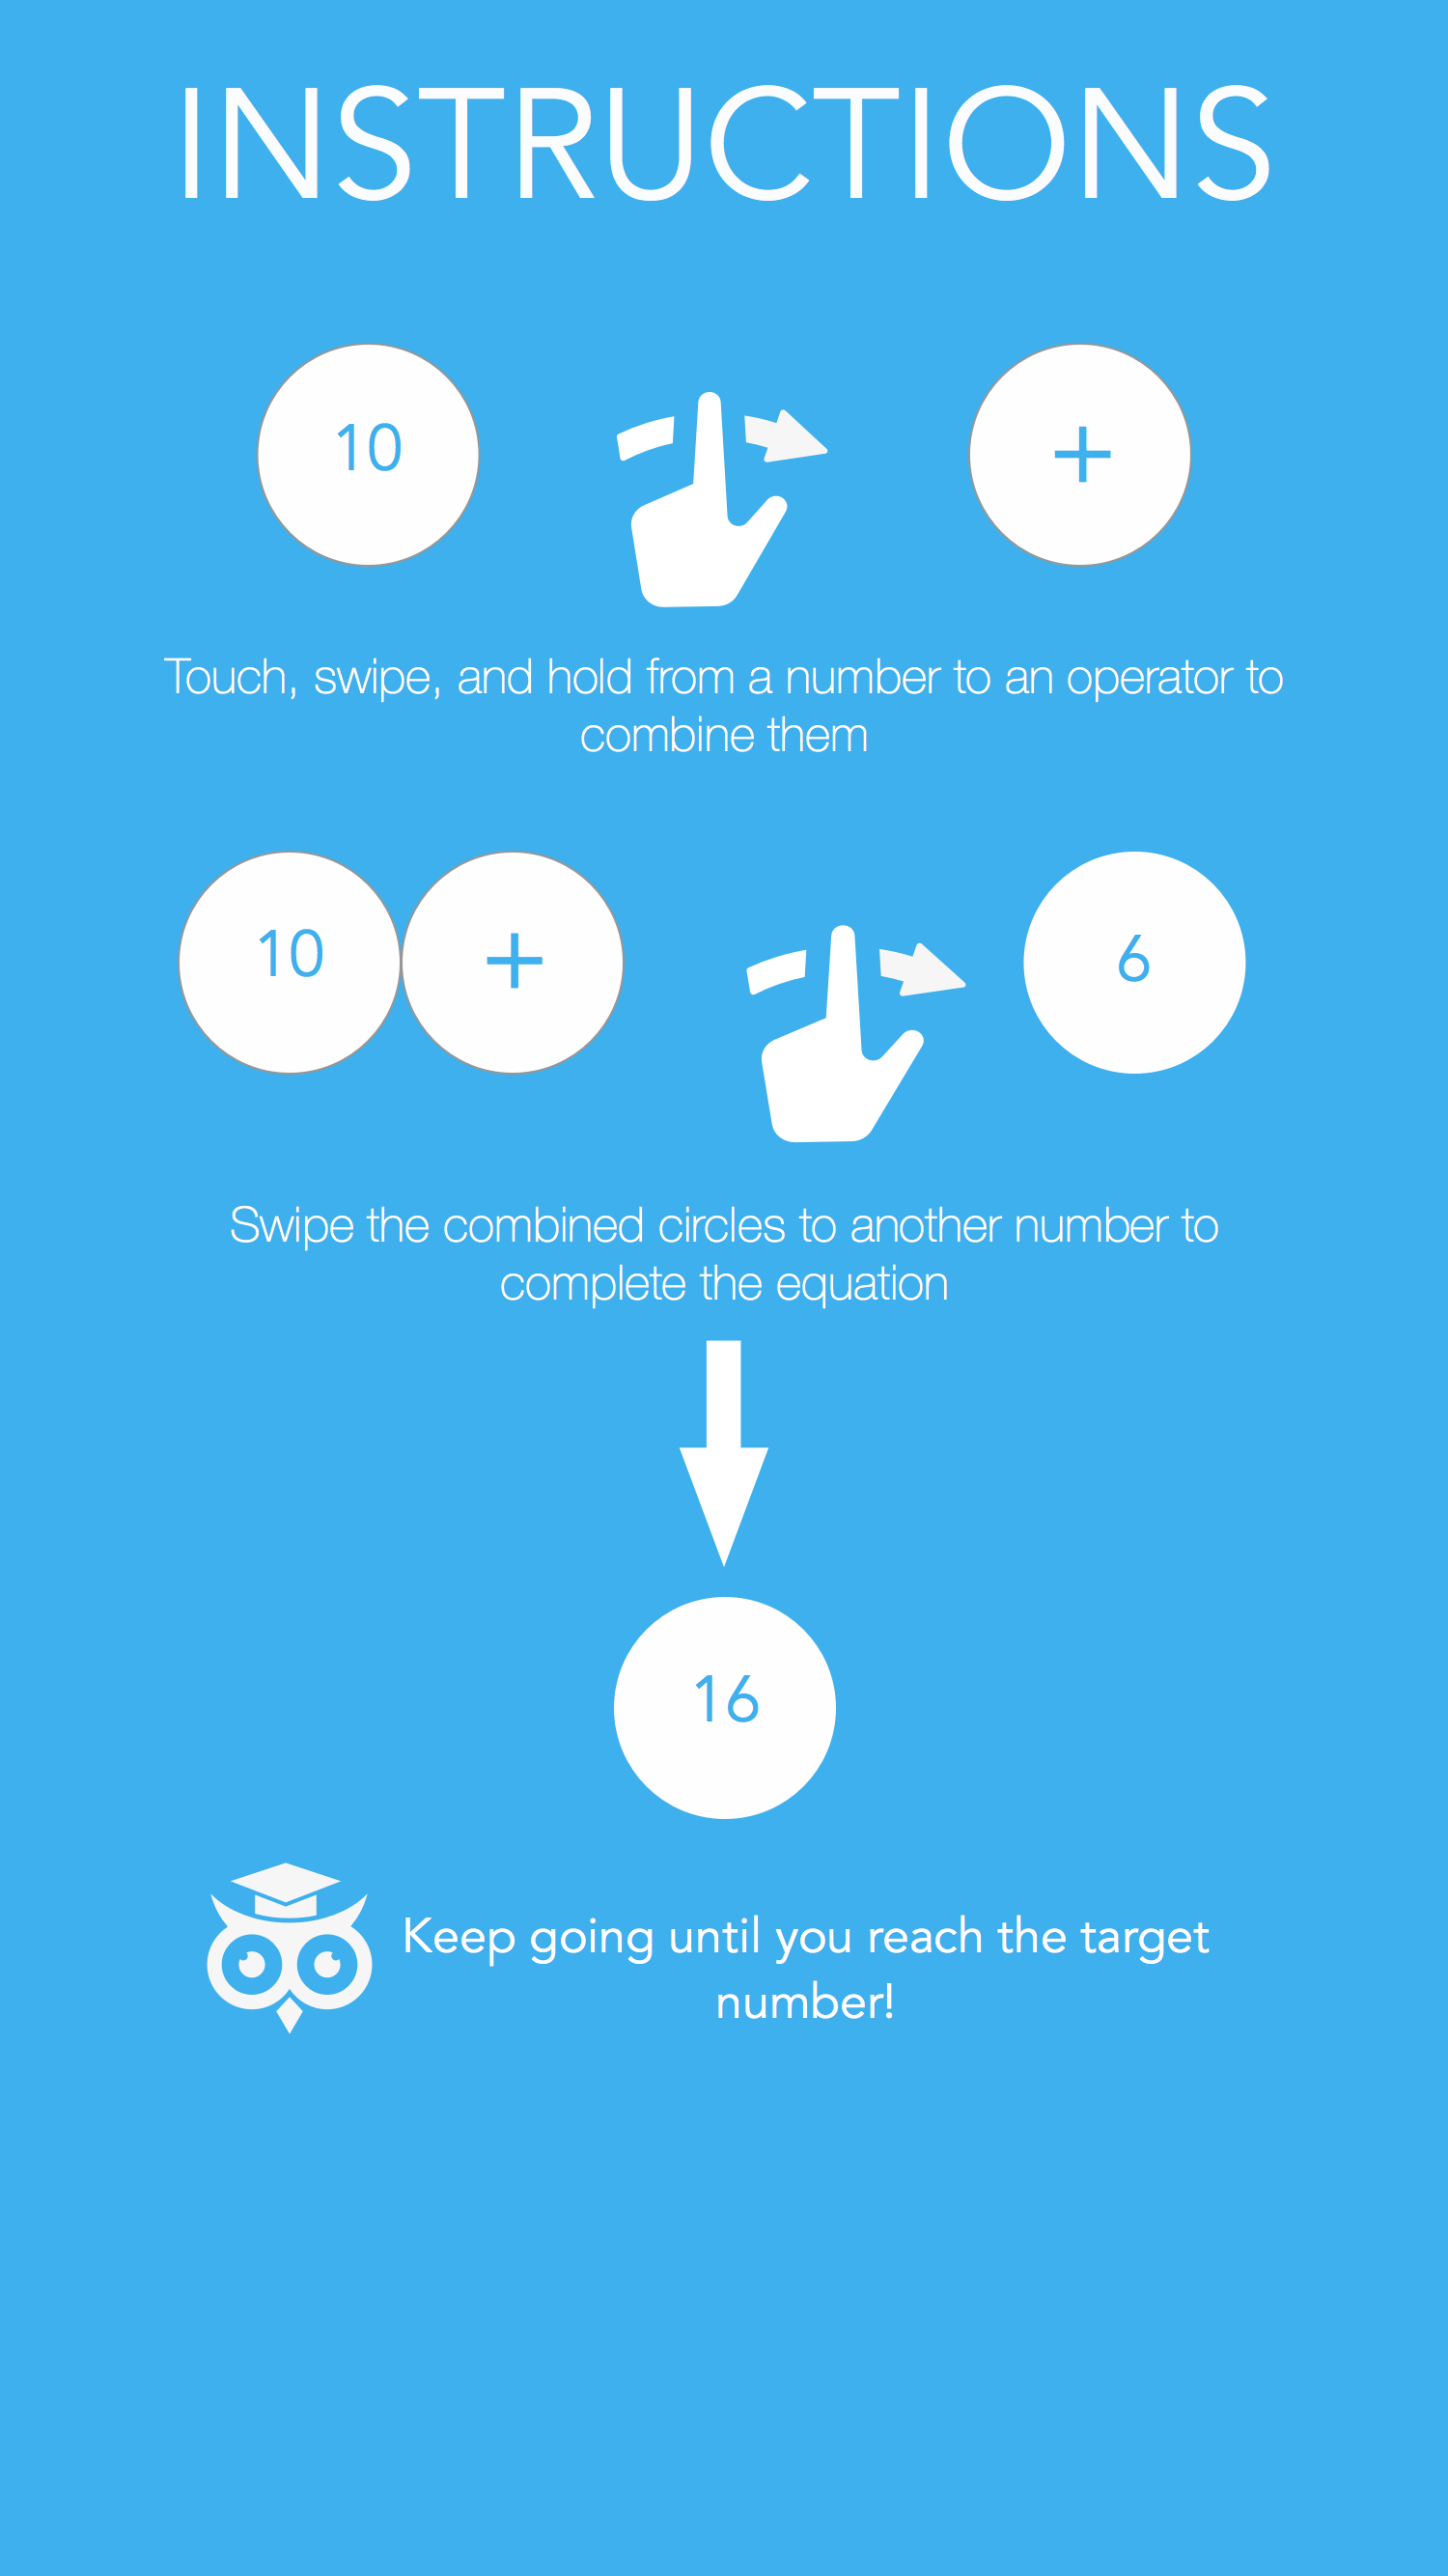 INSTRUCTIONS
10 +
Touch, swipe, and hold from a number to an operator to
combine them
10 + 6
Swipe the combined circles to another number to
complete the equation
16
Keep going until you reach the target
number!